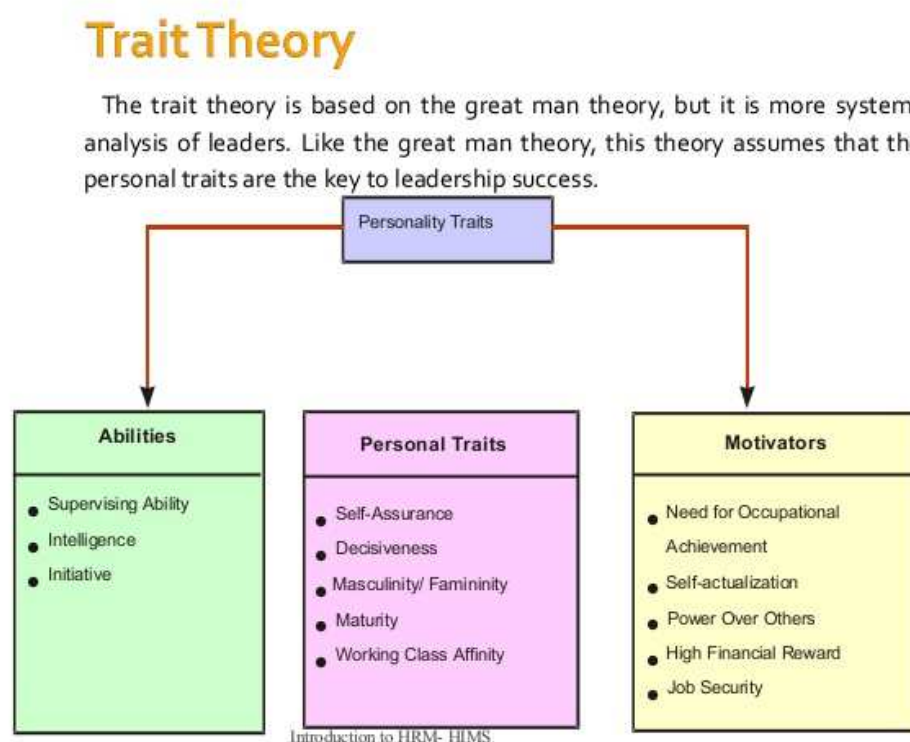 Trait Theory
The trait theory is based on the great man theory, but it is more system
analysis of leaders. Like the great man theory, this theory assumes that th
personal traits are the key to leadership success.
Personality Traits
Abilities
Supervising Ability
Intelligence
Initiative
Personal Traits
Self-Assurance
Decisiveness
Masculinity/ Famininity
Maturity
Working Class Affinity
Motivators
Need for Occupational
Achievement
Self-actualization
Power Over Others
High Financial Reward
Job Security
Introduction to HRM- HIMS